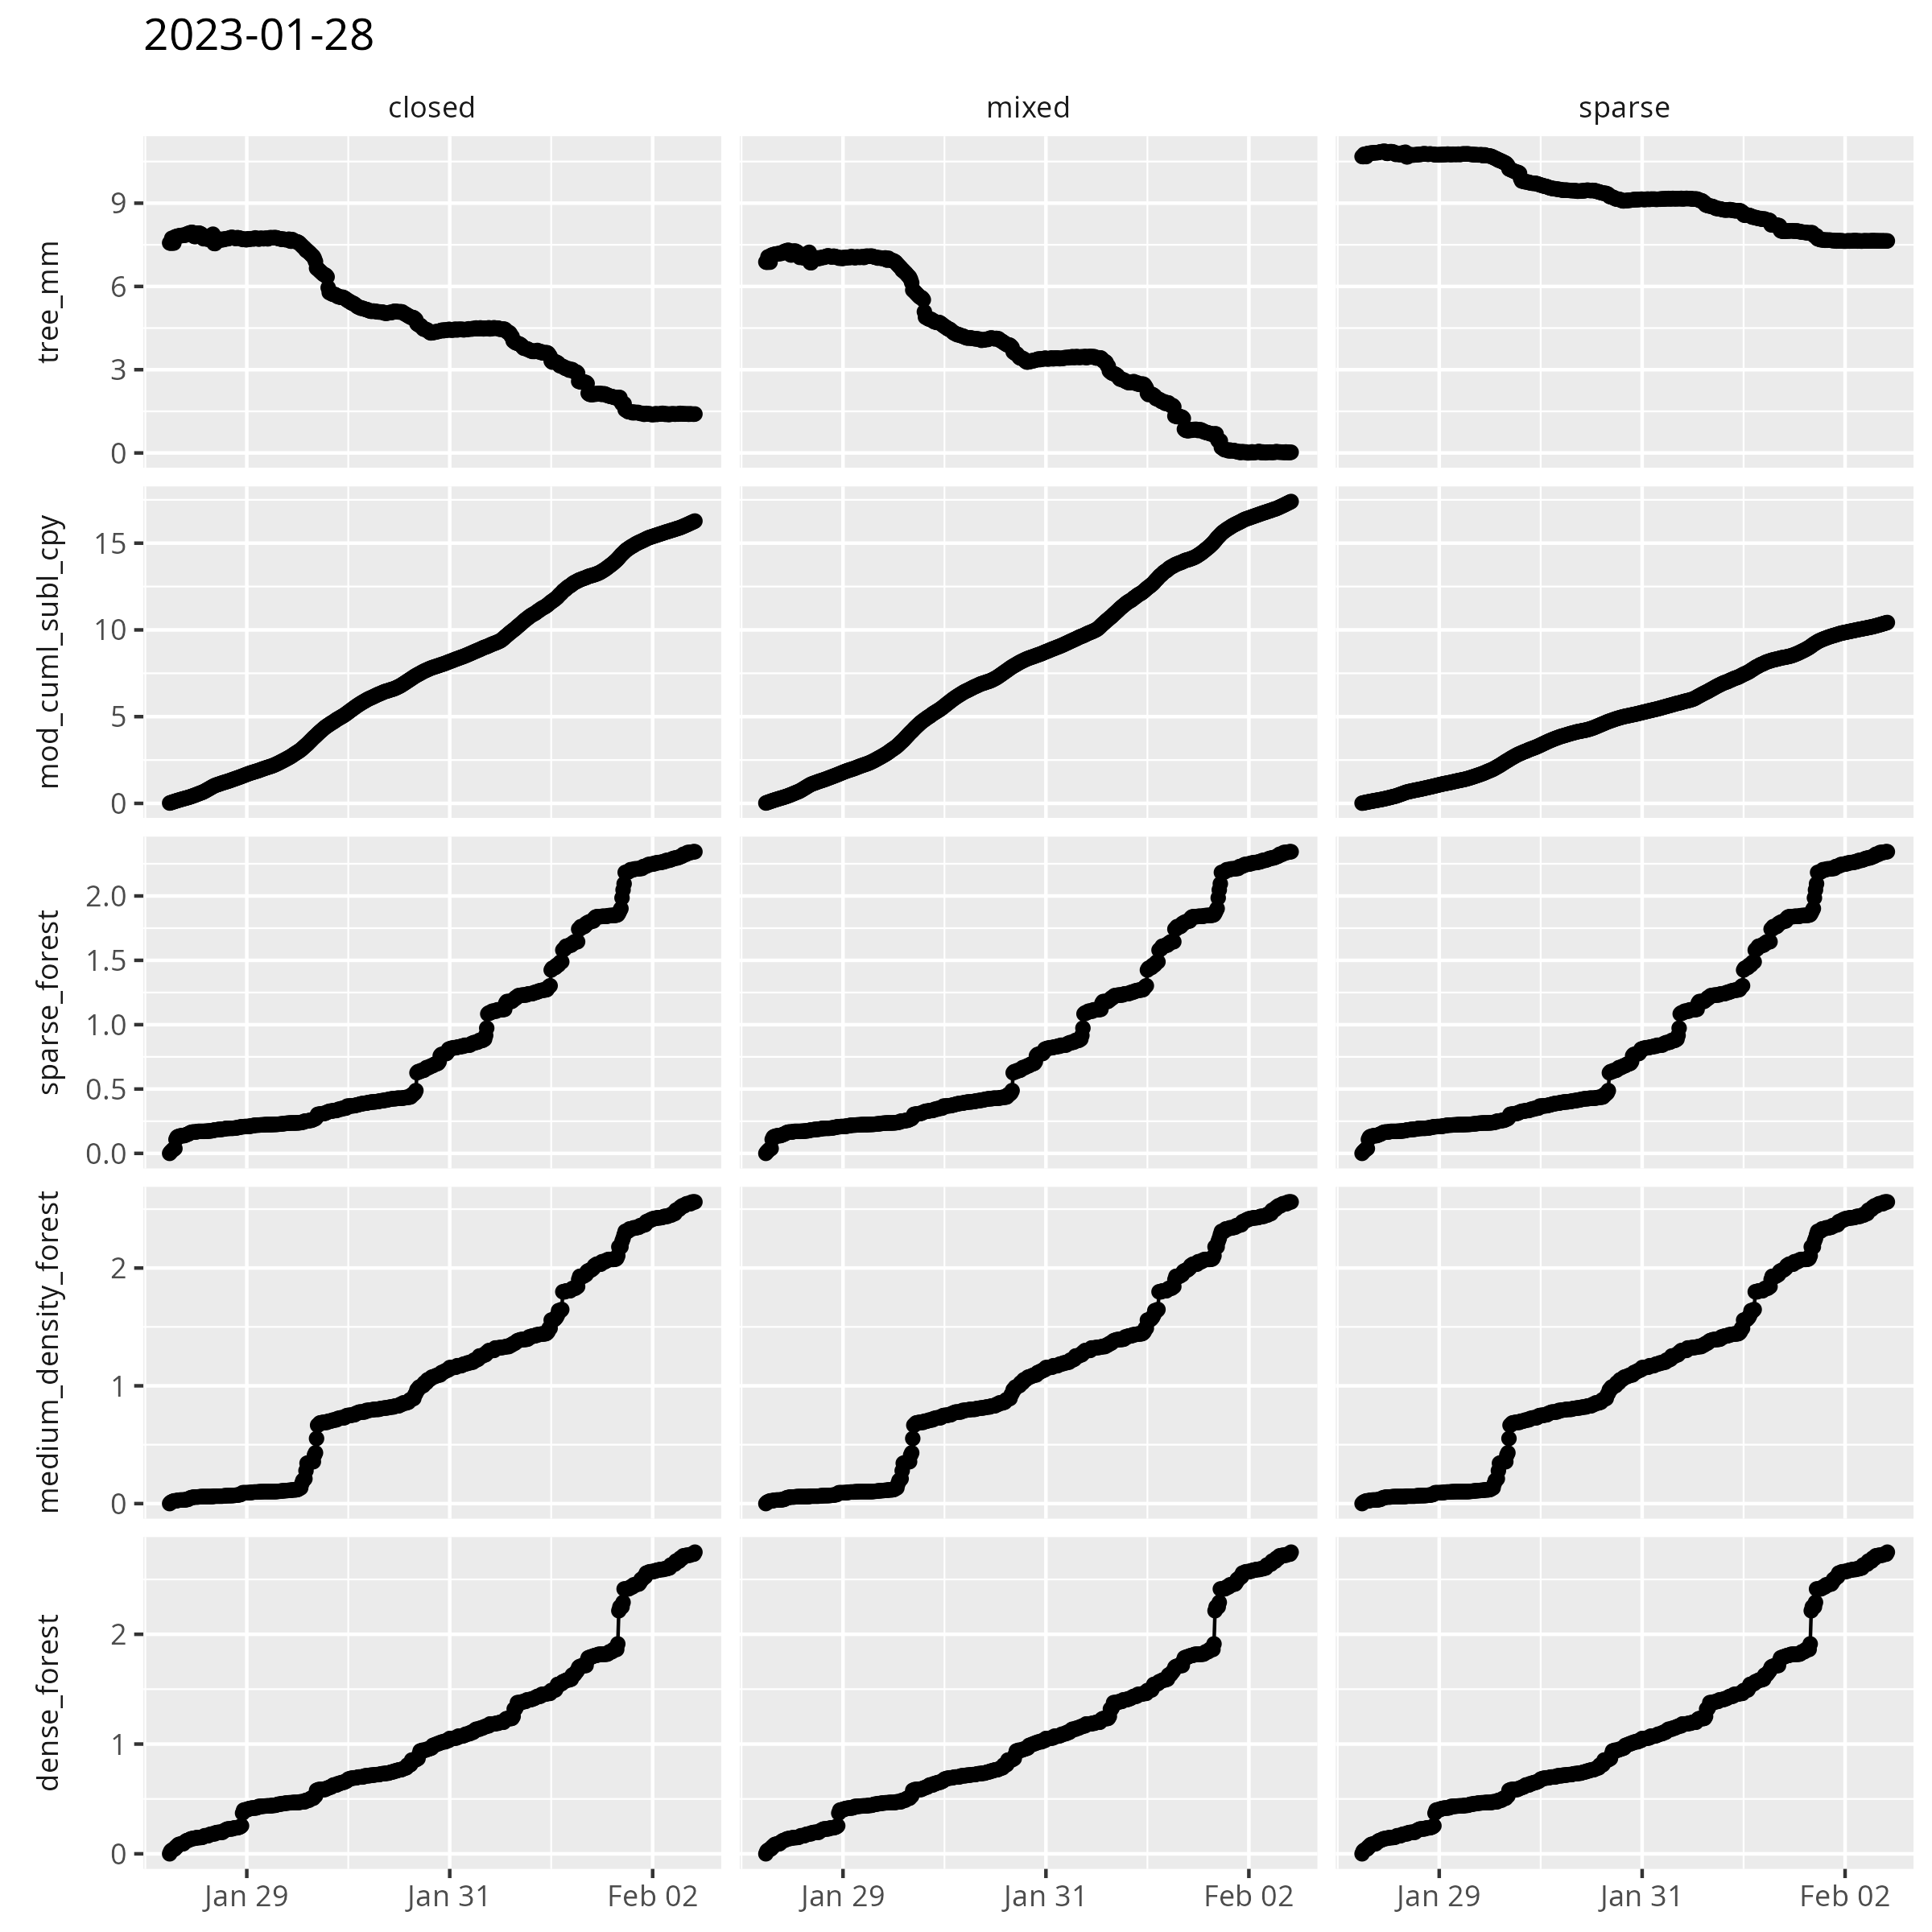 2023-01-28
closed mixed sparse
tree_mm
9
6
3
0
mod_cuml_subl_cpy
15
10
5
0
sparse_forest
2.0
1.5
1.0
0.5
0.0
medium_density_forest
2
1
0
dense_forest
2
1
0
Jan 29 Jan 31 Feb 02 Jan 29 Jan 31 Feb 02 Jan 29 Jan 31 Feb 02